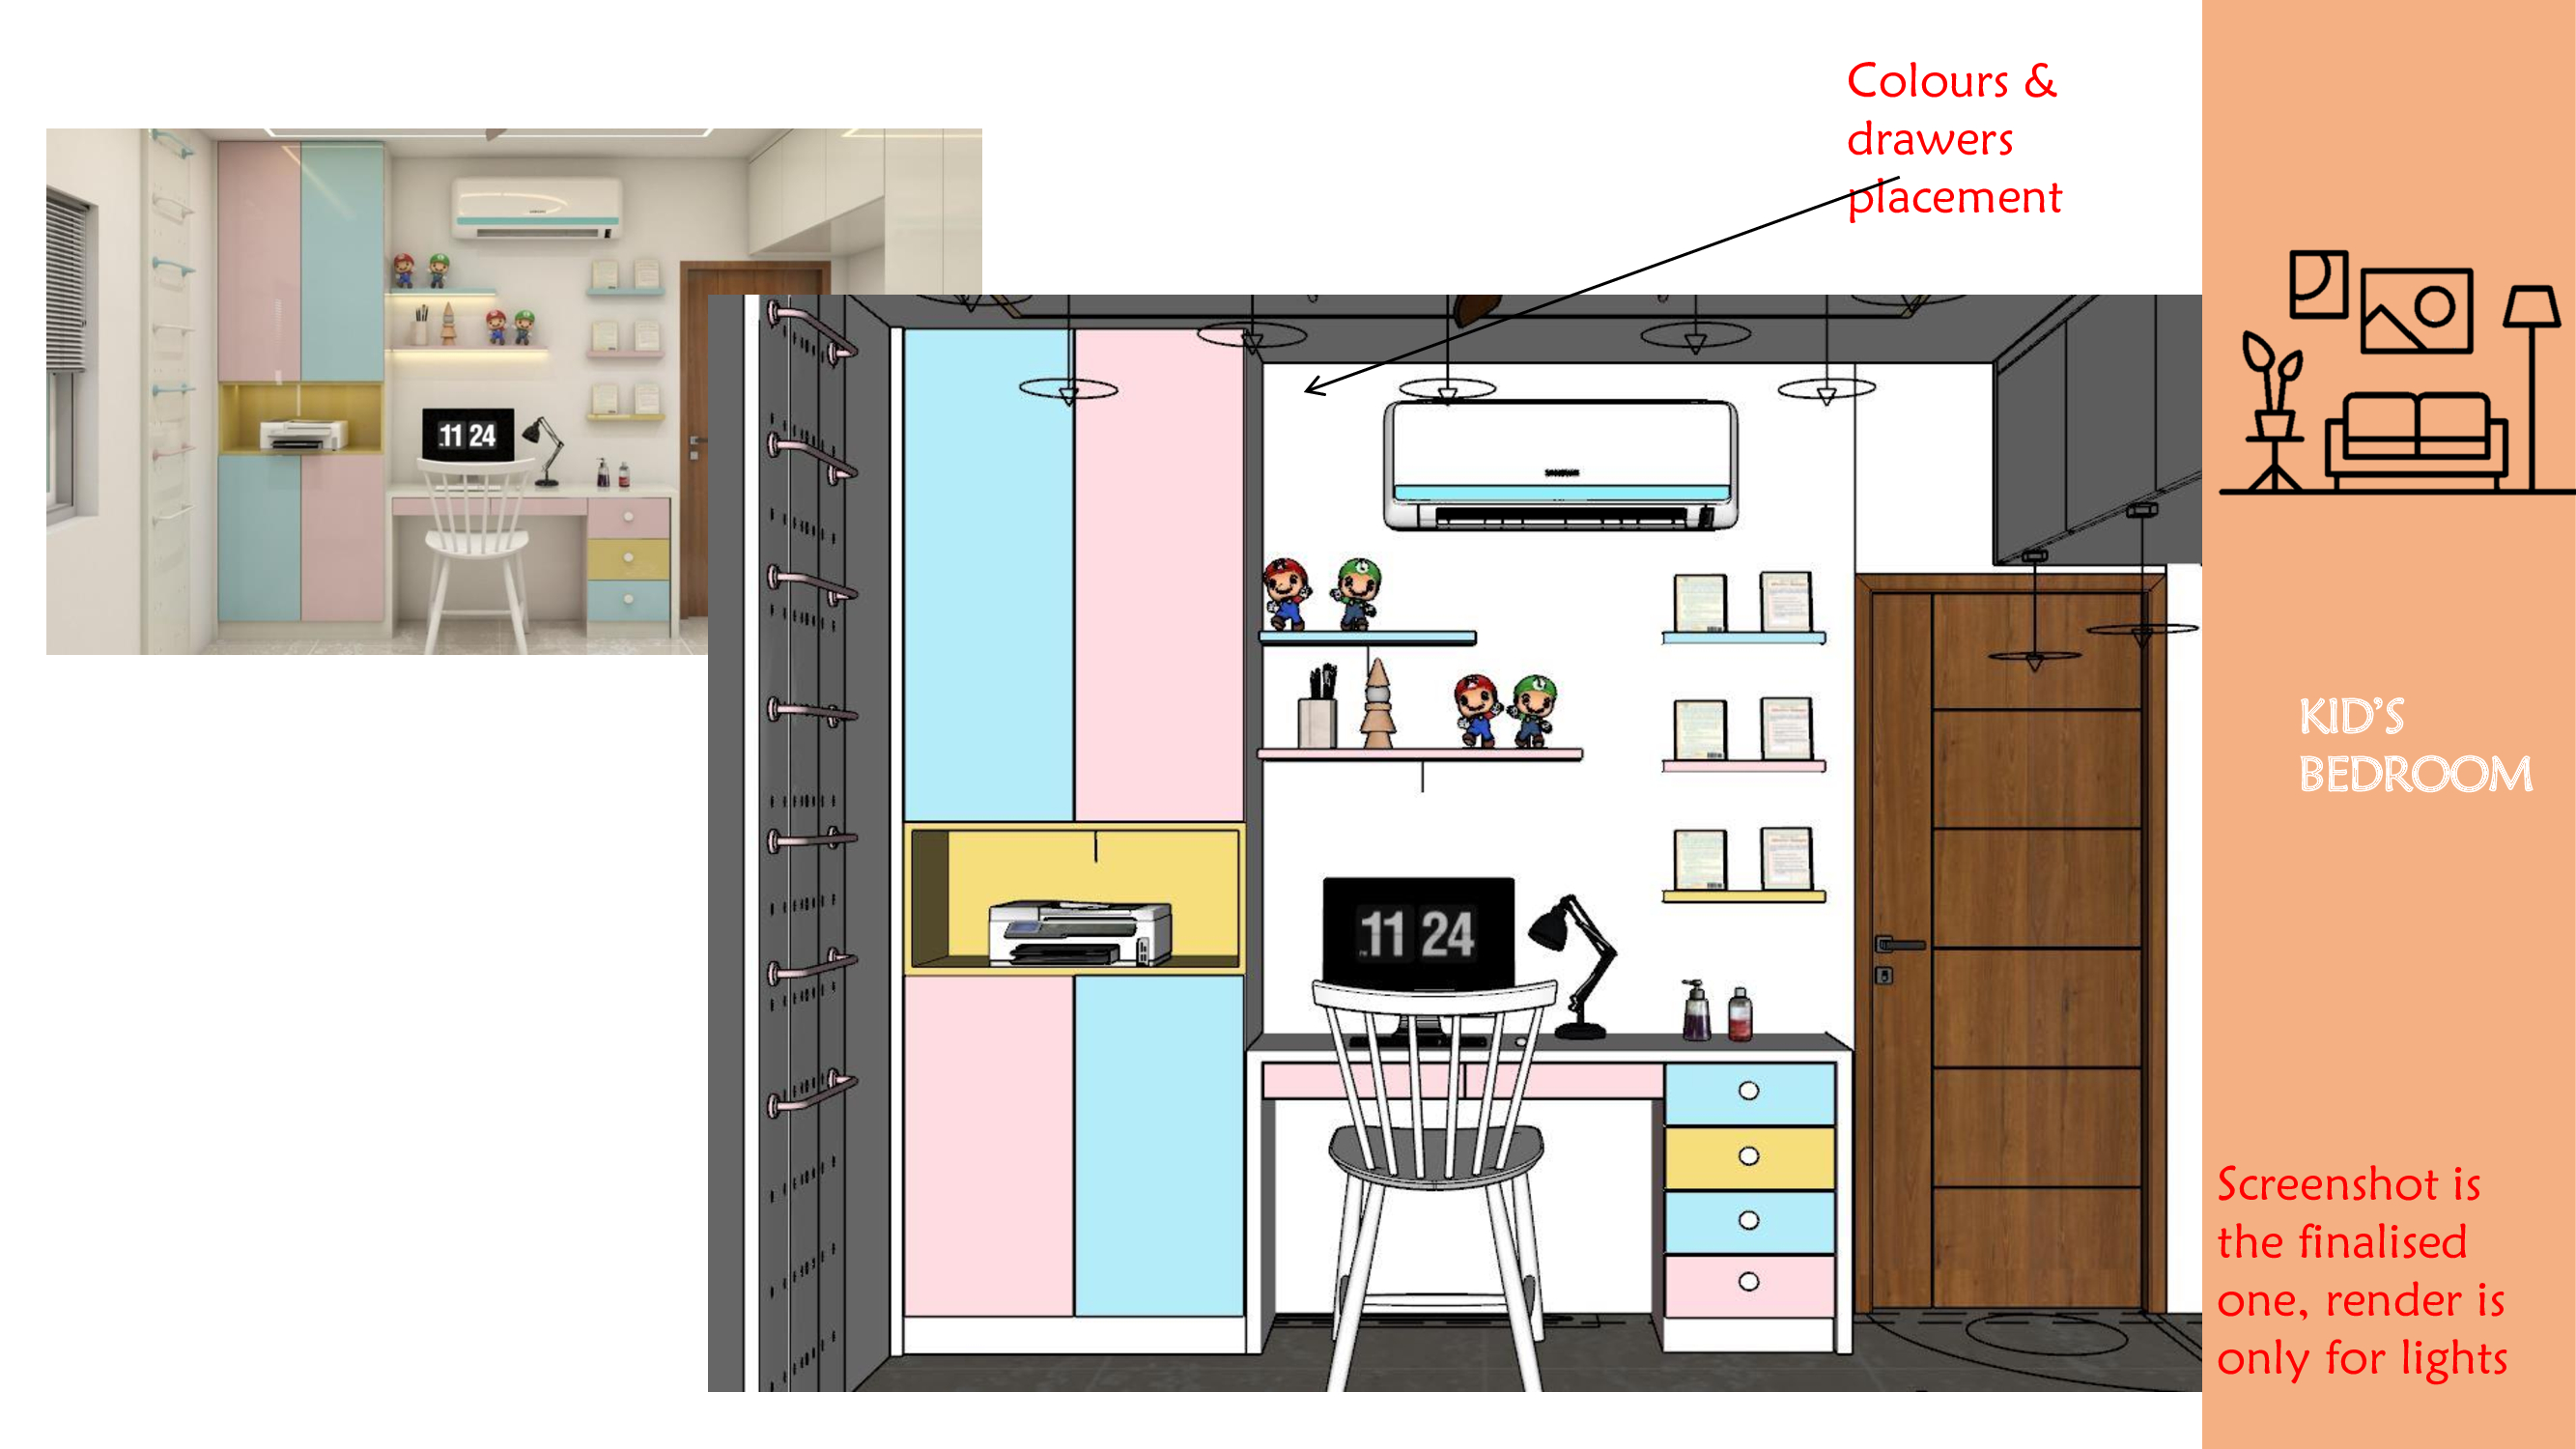 Colours &
drawers
placement
11 24
SAMSUNG
11 24
KID'S
BEDROOM
Screenshot is
the finalised
one, render is
only for lights